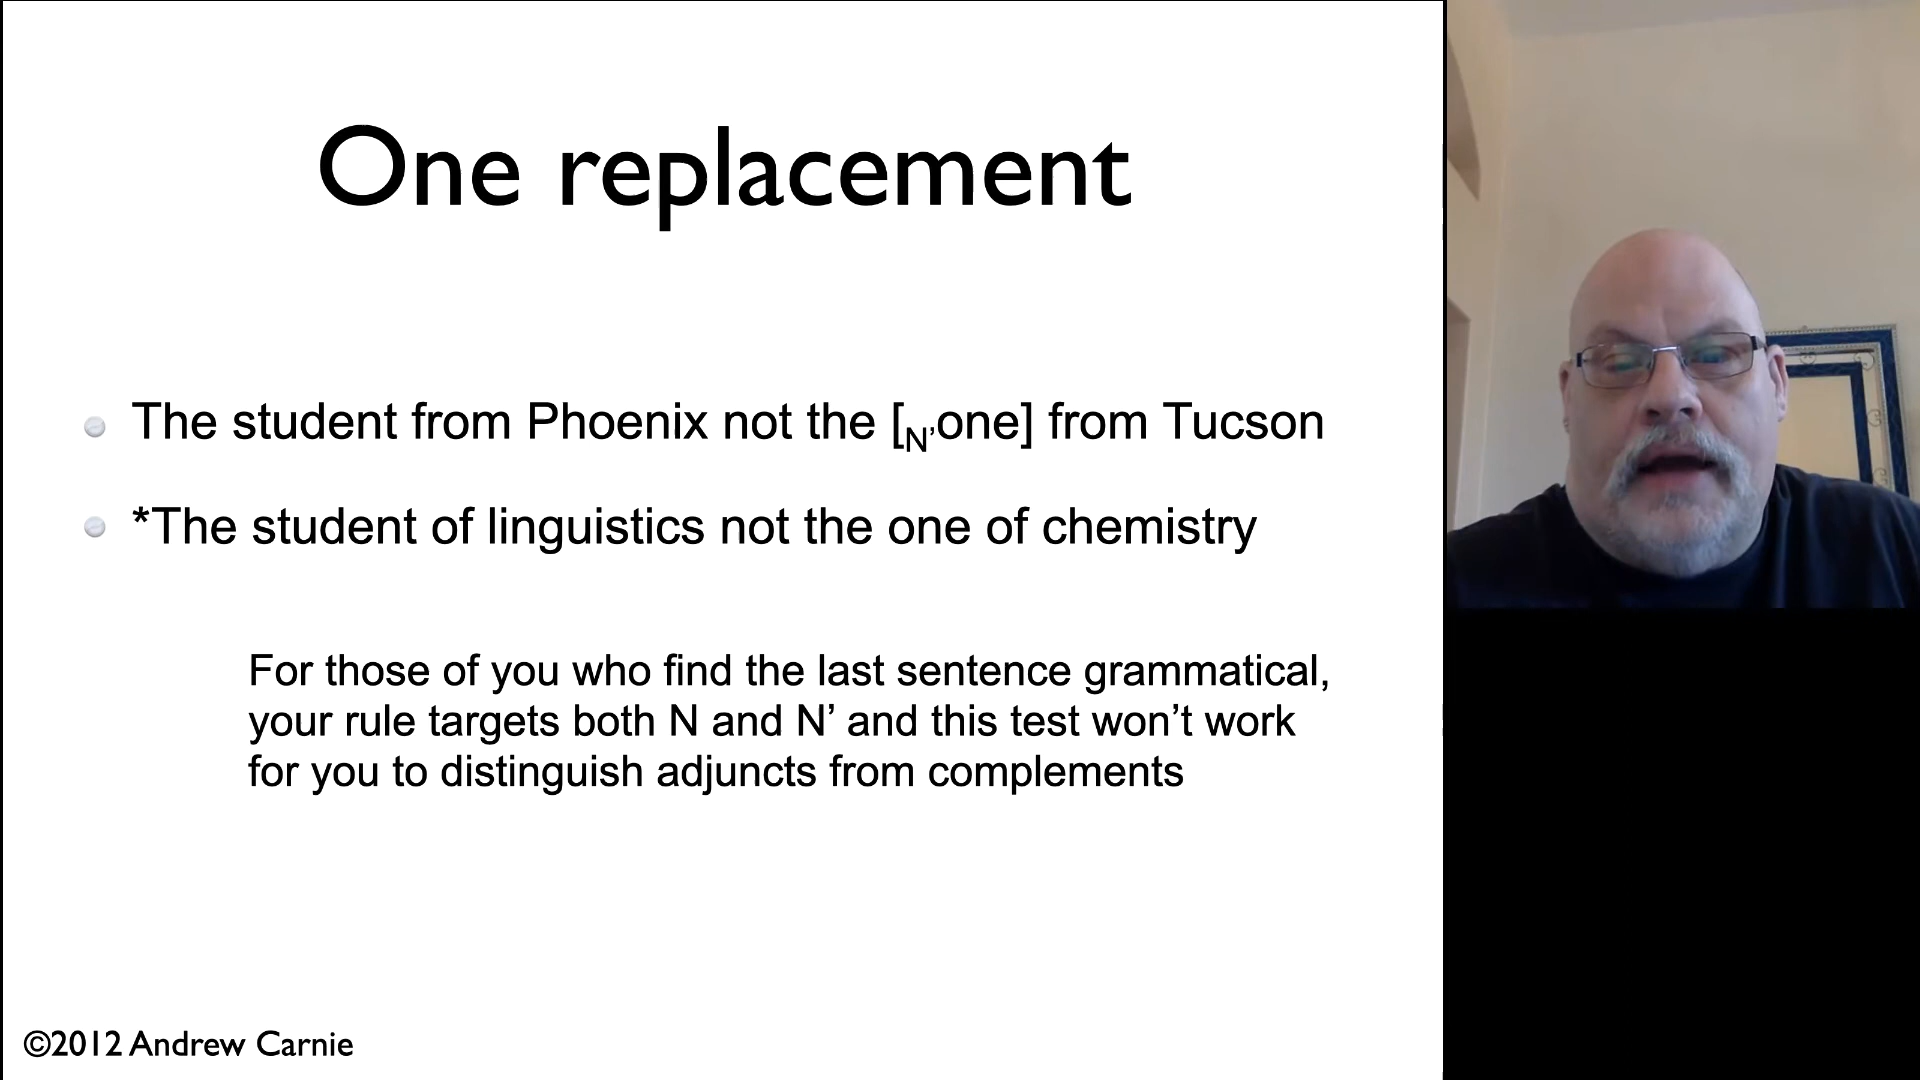 One replacement
The student from Phoenix not the [N’one] from Tucson
*The student of linguistics not the one of chemistry
For those of you who find the last sentence grammatical,
your rule targets both N and N’ and this test won’t work
for you to distinguish adjuncts from complements
©2012 Andrew Carnie